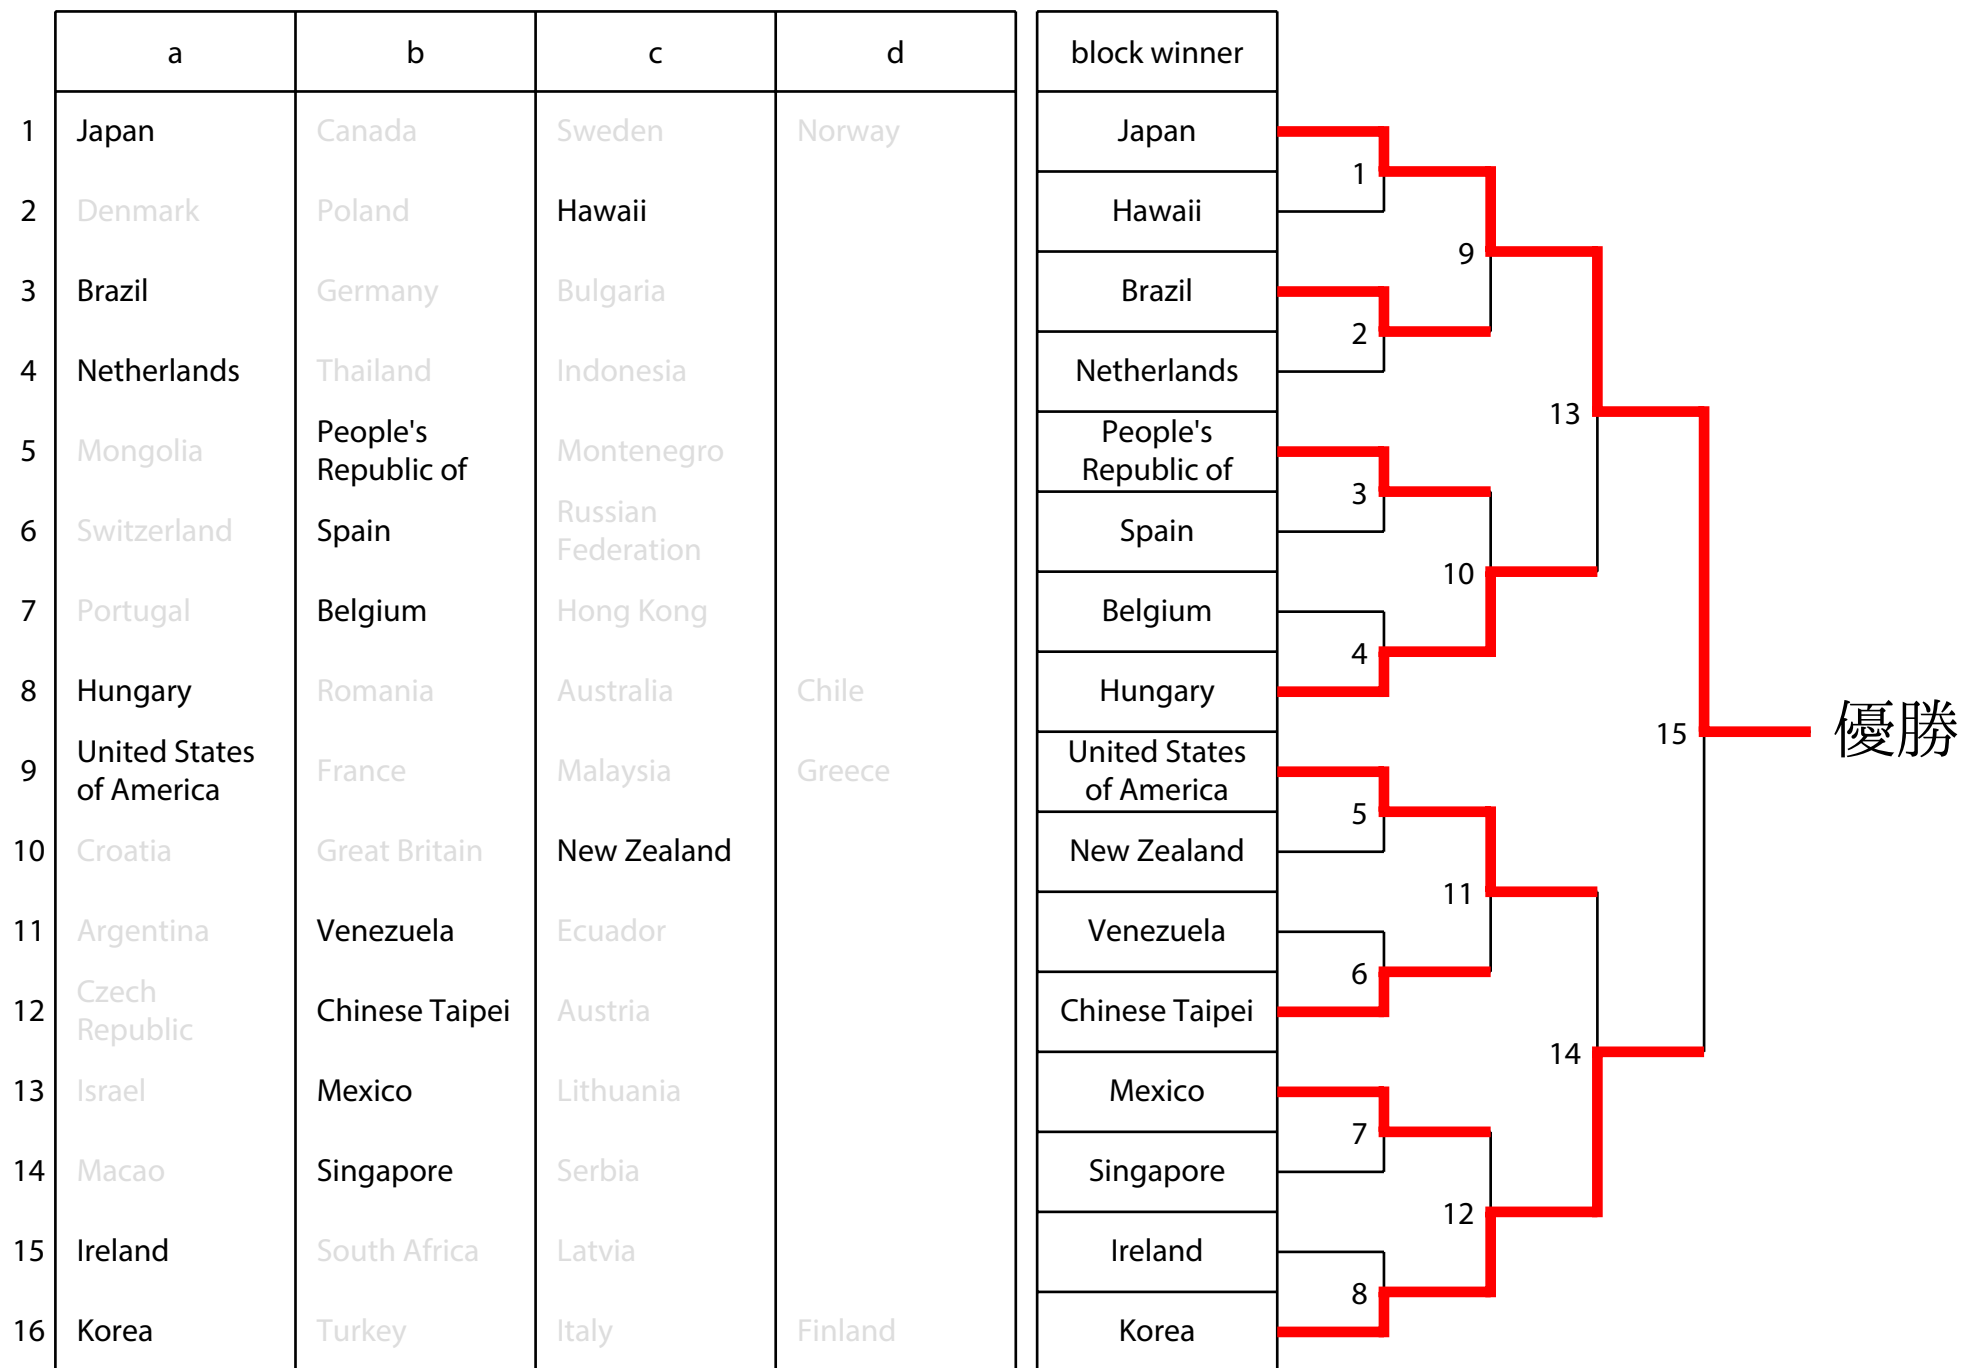 a b c d block winner
1 Japan Canada Sweden Norway Japan
1
2 Denmark Poland Hawaii Hawaii
9
3 Brazil Germany Bulgaria Brazil
2
4 Netherlands Thailand Indonesia Netherlands
13
5 Mongolia People's Republic of Montenegro People's Republic of
3
6 Switzerland Spain Russian Federation Spain
10
7 Portugal Belgium Hong Kong Belgium
4
8 Hungary Romania Australia Chile Hungary
15 優勝
9 United States of America France Malaysia Greece United States of America
5
10 Croatia Great Britain New Zealand New Zealand
11
11 Argentina Venezuela Ecuador Venezuela
6
12 Czech Republic Chinese Taipei Austria Chinese Taipei
14
13 Israel Mexico Lithuania Mexico
7
14 Macao Singapore Serbia Singapore
12
15 Ireland South Africa Latvia Ireland
8
16 Korea Turkey Italy Finland Korea